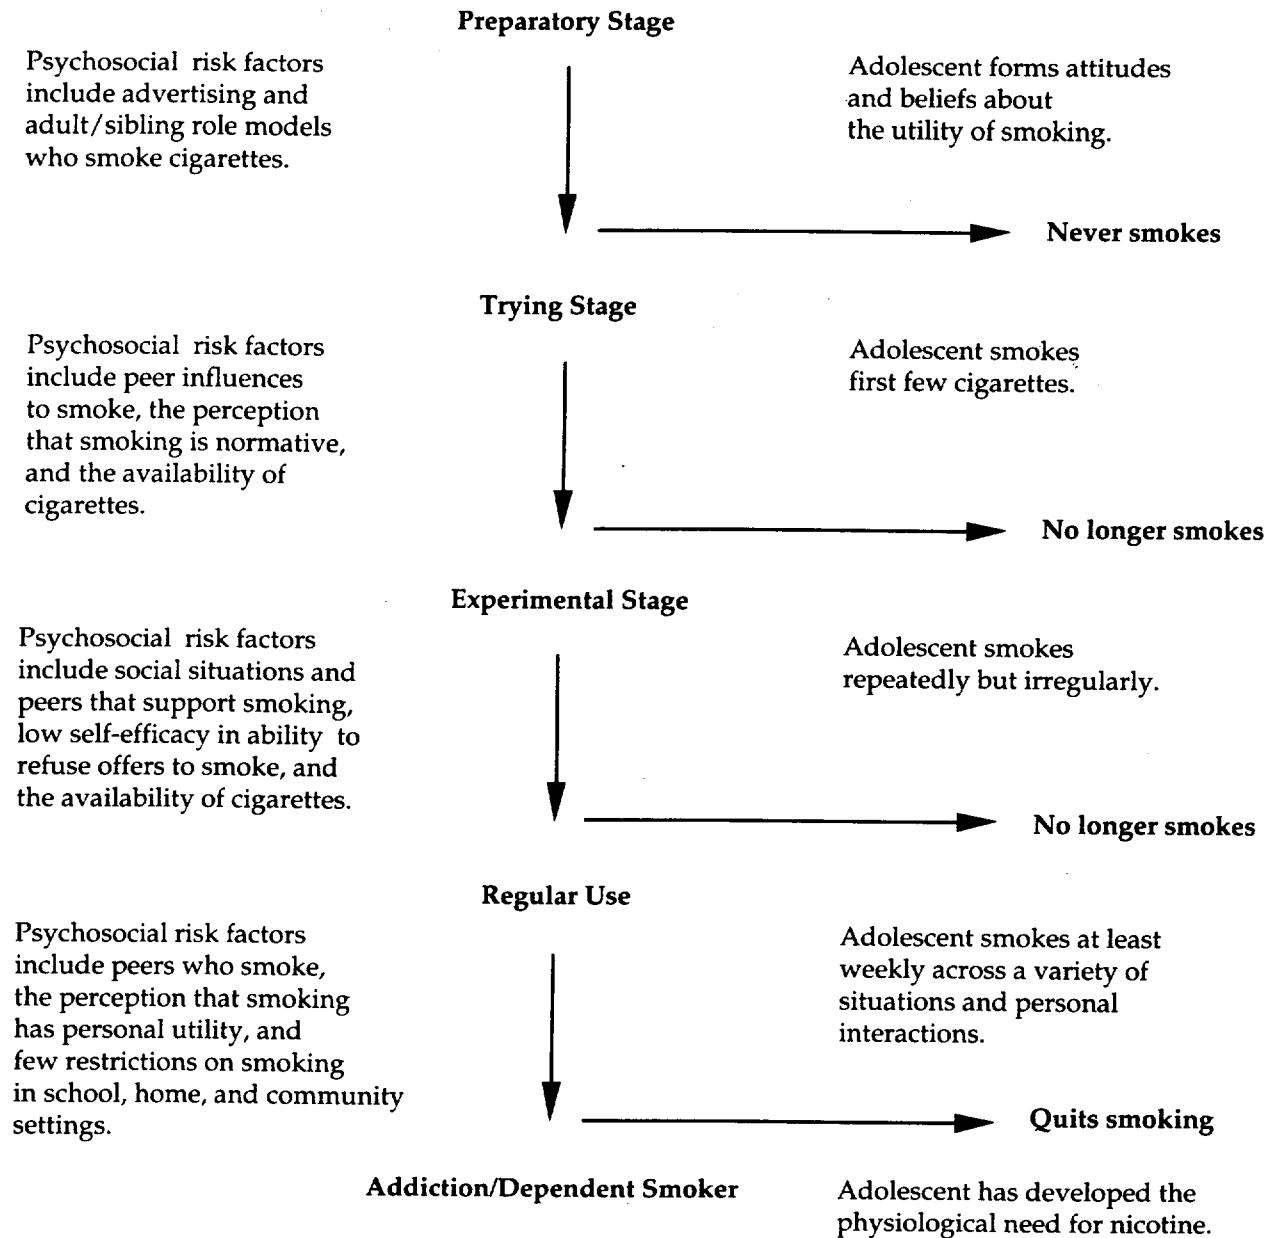 Preparatory Stage
Psychosocial risk factors
include advertising and
adult/sibling role models
who smoke cigarettes.
Adolescent forms attitudes
and beliefs about
the utility of smoking.
Never smokes
Trying Stage
Psychosocial risk factors
include peer influences
to smoke, the perception
that smoking is normative,
and the availability of
cigarettes.
Adolescent smokes
first few cigarettes.
No longer smokes
Experimental Stage
Psychosocial risk factors
include social situations and
peers that support smoking,
low self-efficacy in ability to
refuse offers to smoke, and
the availability of cigarettes.
Adolescent smokes
repeatedly but irregularly.
No longer smokes
Regular Use
Psychosocial risk factors
include peers who smoke,
the perception that smoking
has personal utility, and
few restrictions on smoking
in school, home, and community
settings.
Adolescent smokes at least
weekly across a variety of
situations and personal
interactions.
Quits smoking
Addiction/Dependent Smoker
Adolescent has developed the
physiological need for nicotine.